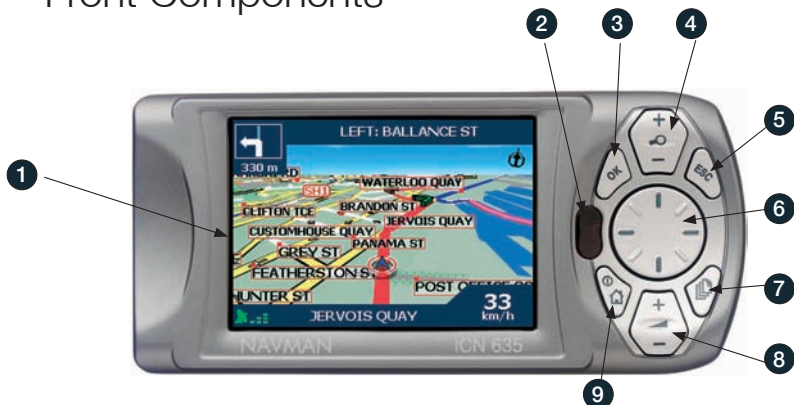 Front Components
2
3
4
5
1
6
7
8
9
LEFT: BALLANCE ST
330 m
RD
SH1
WATERLOO QUAY
CLIFTON TCE
BRANDON ST
JERVOIS QUAY
CUSTOMHOUSE QUAY
PANAMA ST
GREY ST
FEATHERSTON S
POST OFFICE
HUNTER ST
33
km/h
JERVOIS QUAY
NAVMAN
ICN 635
+
−
OK
ESC
+
−